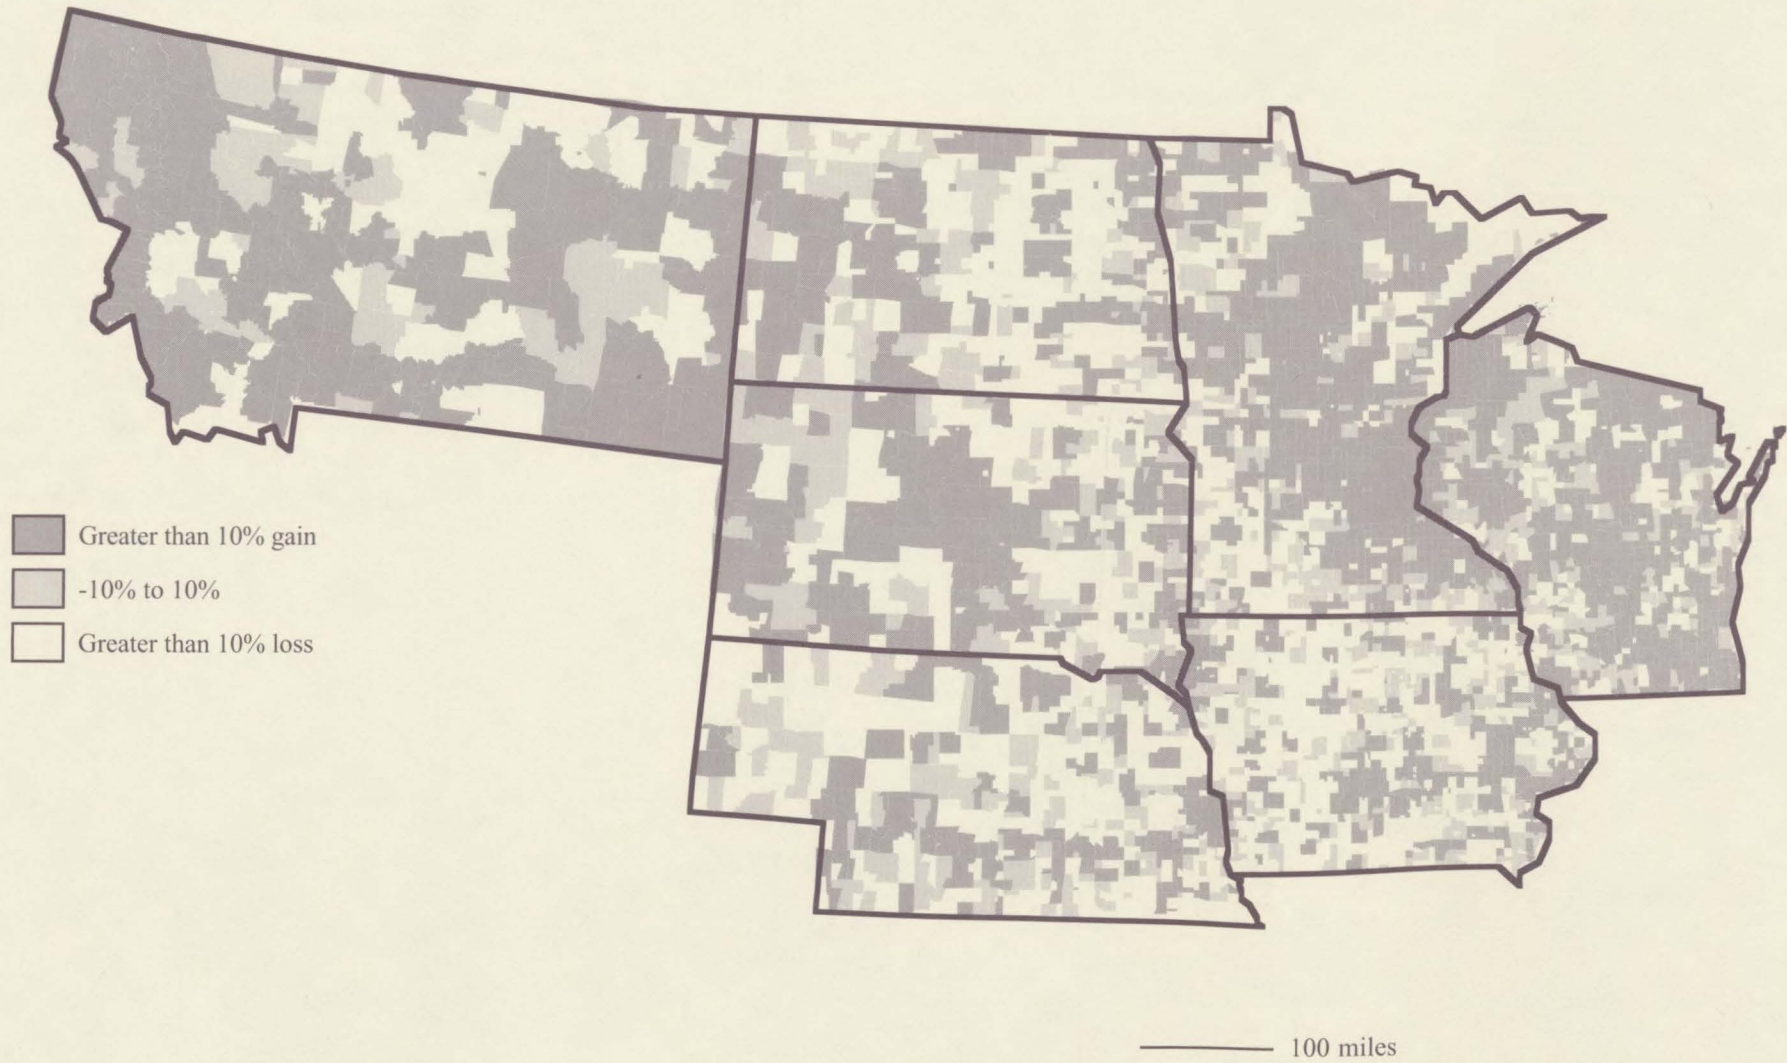 Greater than 10% gain
-10% to 10%
Greater than 10% loss
100 miles